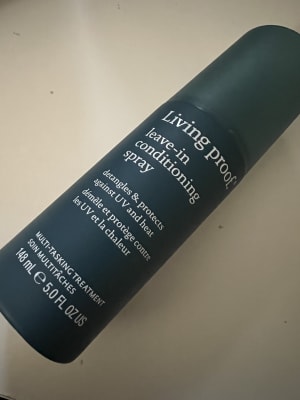 Living proof.
leave-in
conditioning
spray
detangles & protects
against UV and heat
démêle et protège contre
les UV et la chaleur
MULTI-TASKING TREATMENT
SOIN MULTITÂCHES
148 mL ℮ 5.0 FL OZ US